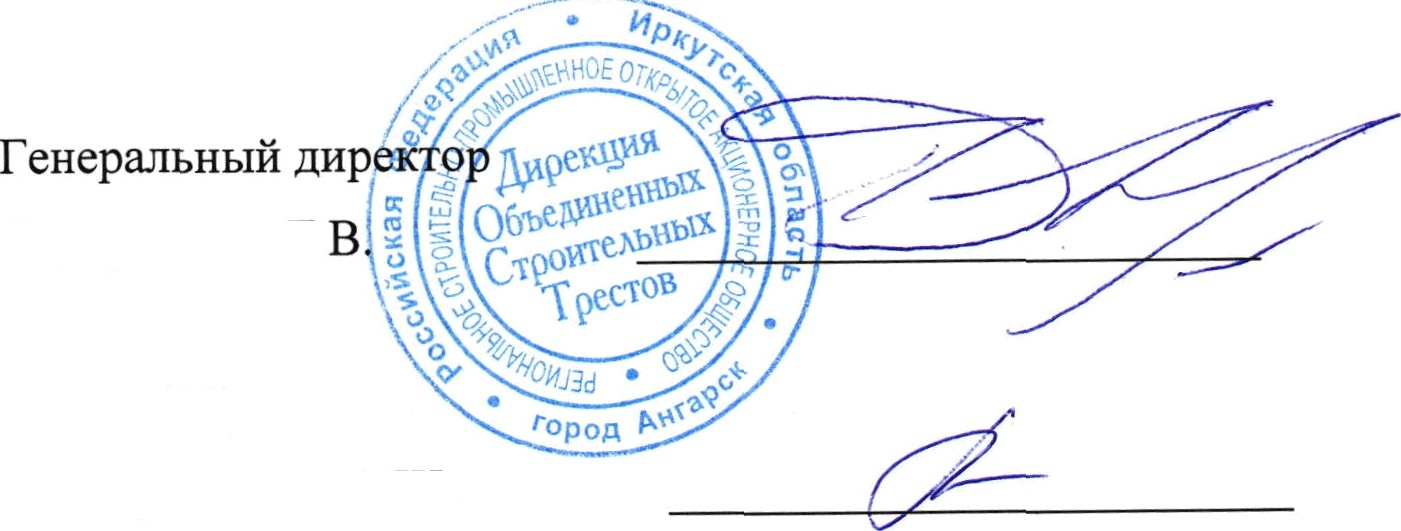 Генеральный директор
В.
Российская Федерация • Иркутская область • город Ангарск •
РЕГИОНАЛЬНОЕ СТРОИТЕЛЬНО-ПРОМЫШЛЕННОЕ ОТКРЫТОЕ АКЦИОНЕРНОЕ ОБЩЕСТВО •
Дирекция
Объединенных
Строительных
Трестов